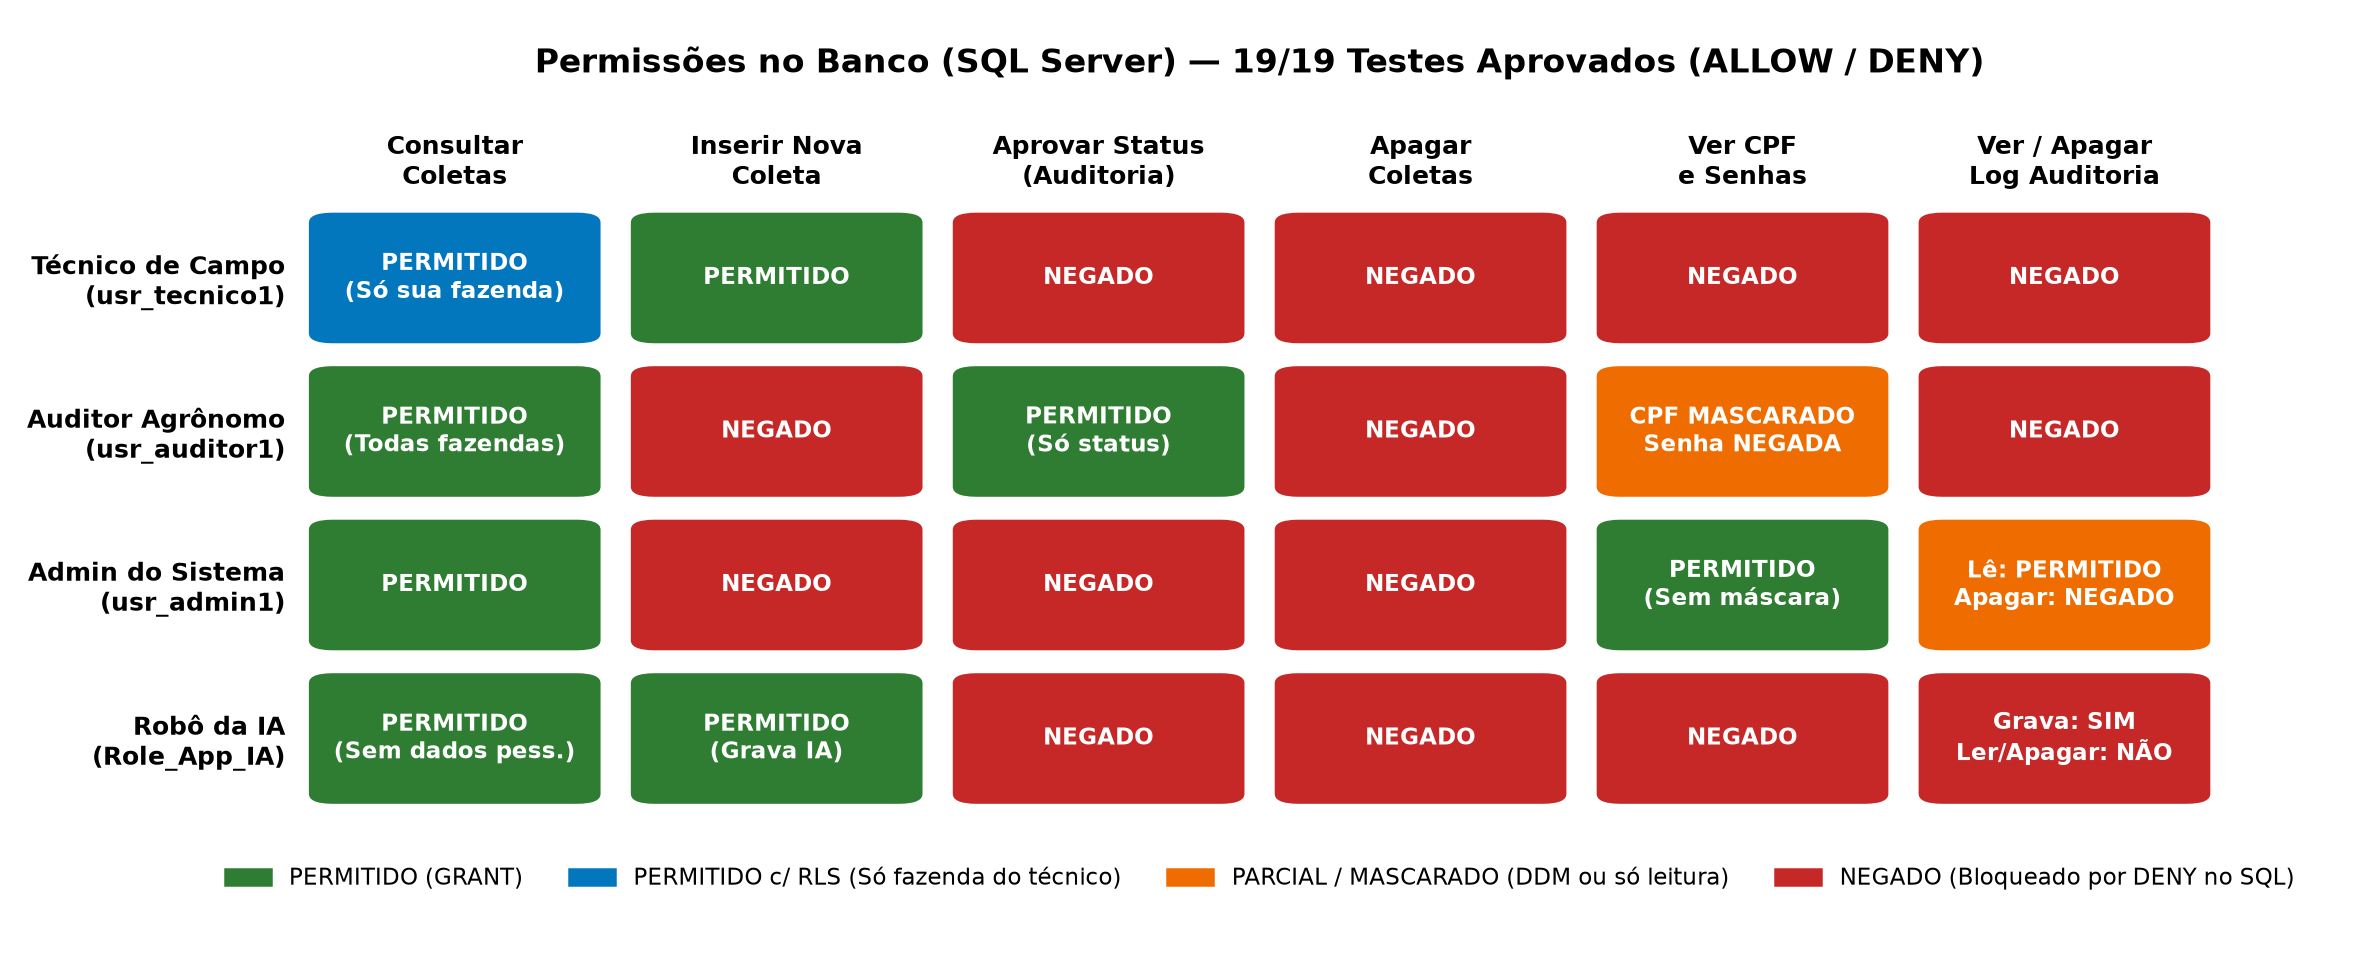 Permissões no Banco (SQL Server) — 19/19 Testes Aprovados (ALLOW / DENY)
Consultar
Coletas
Inserir Nova
Coleta
Aprovar Status
(Auditoria)
Apagar
Coletas
Ver CPF
e Senhas
Ver / Apagar
Log Auditoria
Técnico de Campo
(usr_tecnico1)
PERMITIDO
(Só sua fazenda)
PERMITIDO
NEGADO
NEGADO
NEGADO
NEGADO
Auditor Agrônomo
(usr_auditor1)
PERMITIDO
(Todas fazendas)
NEGADO
PERMITIDO
(Só status)
NEGADO
CPF MASCARADO
Senha NEGADA
NEGADO
Admin do Sistema
(usr_admin1)
PERMITIDO
NEGADO
NEGADO
NEGADO
PERMITIDO
(Sem máscara)
Lê: PERMITIDO
Apagar: NEGADO
Robô da IA
(Role_App_IA)
PERMITIDO
(Sem dados pess.)
PERMITIDO
(Grava IA)
NEGADO
NEGADO
NEGADO
Grava: SIM
Ler/Apagar: NÃO
PERMITIDO (GRANT)
PERMITIDO c/ RLS (Só fazenda do técnico)
PARCIAL / MASCARADO (DDM ou só leitura)
NEGADO (Bloqueado por DENY no SQL)